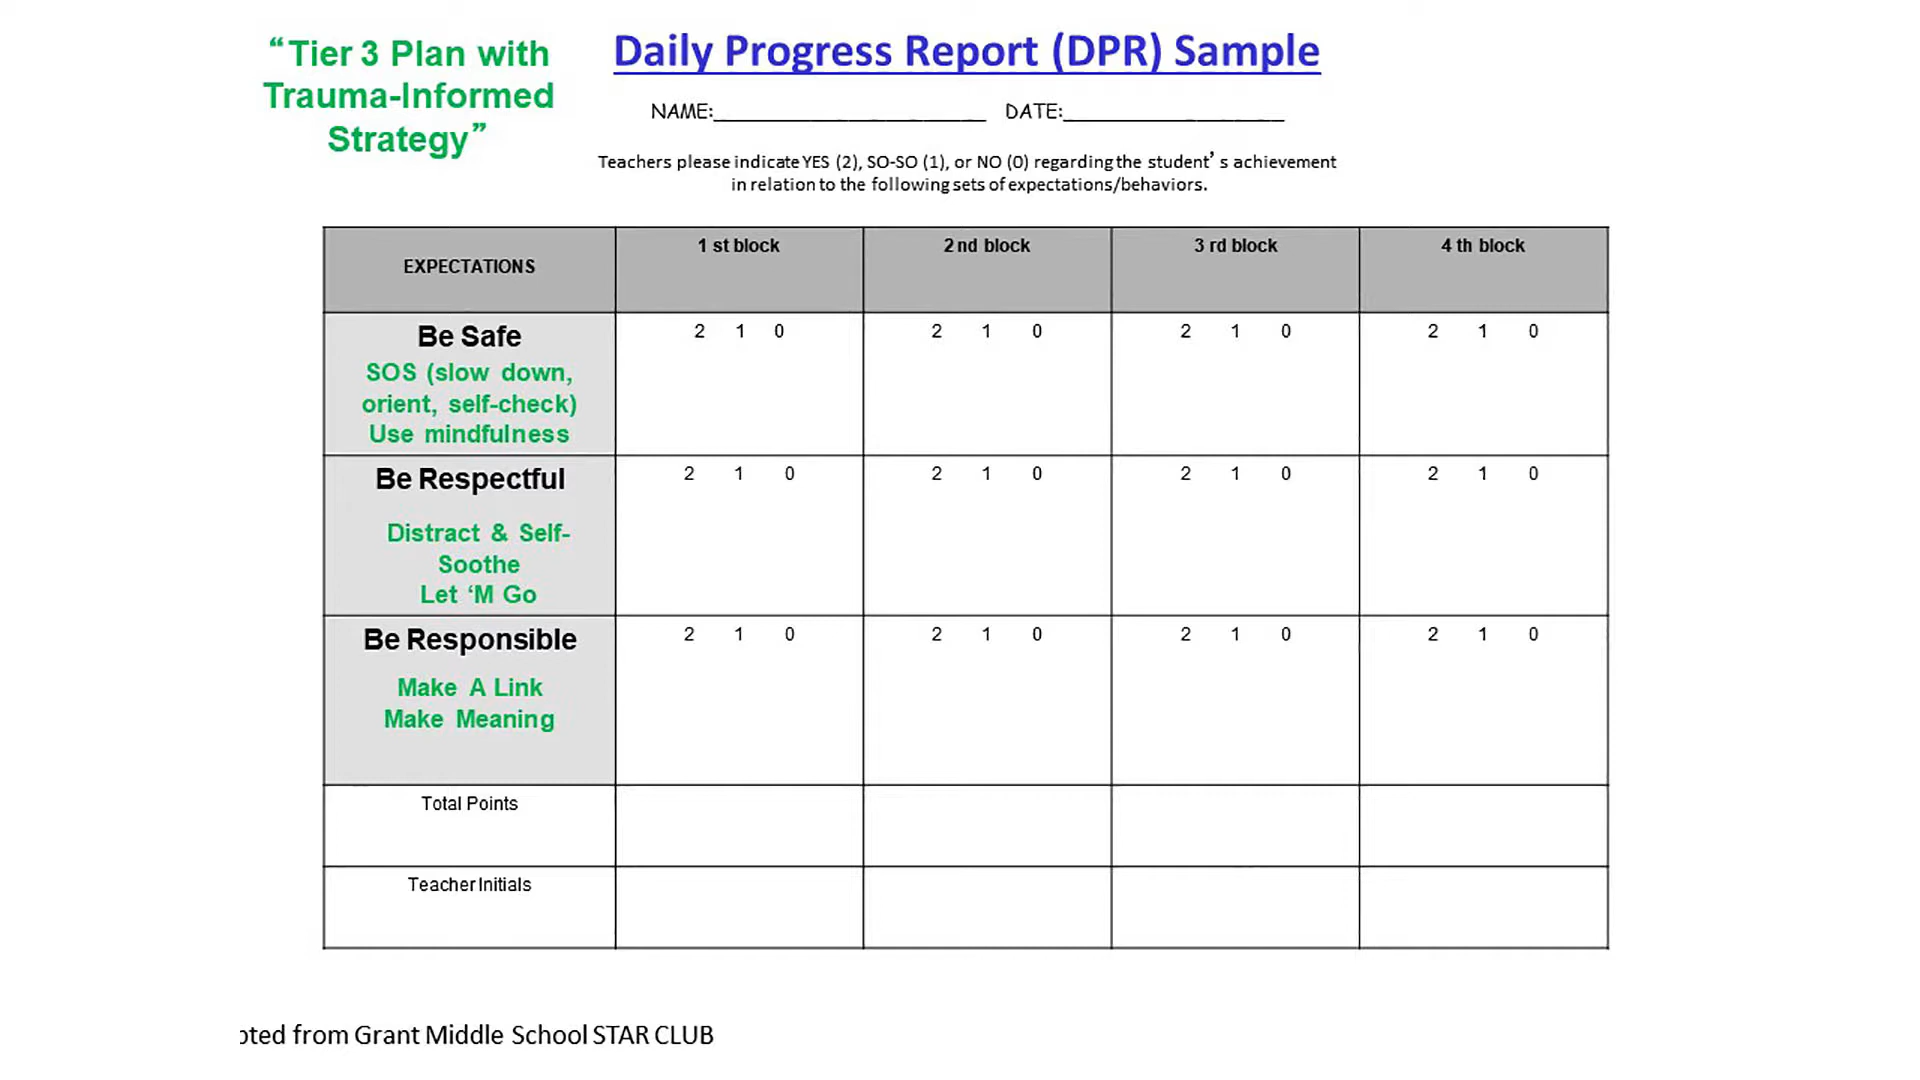 “Tier 3 Plan with
Trauma-Informed
Strategy”
Daily Progress Report (DPR) Sample
NAME:______________________ DATE:__________________
Teachers please indicate YES (2), SO-SO (1), or NO (0) regarding the student’s achievement
in relation to the following sets of expectations/behaviors.
EXPECTATIONS 1 st block 2 nd block 3 rd block 4 th block
Be Safe 2 1 0 2 1 0 2 1 0 2 1 0
SOS (slow down,
orient, self-check)
Use mindfulness
Be Respectful 2 1 0 2 1 0 2 1 0 2 1 0
Distract & Self-
Soothe
Let ‘M Go
Be Responsible 2 1 0 2 1 0 2 1 0 2 1 0
Make A Link
Make Meaning
Total Points
Teacher Initials
from Grant Middle School STAR CLUB